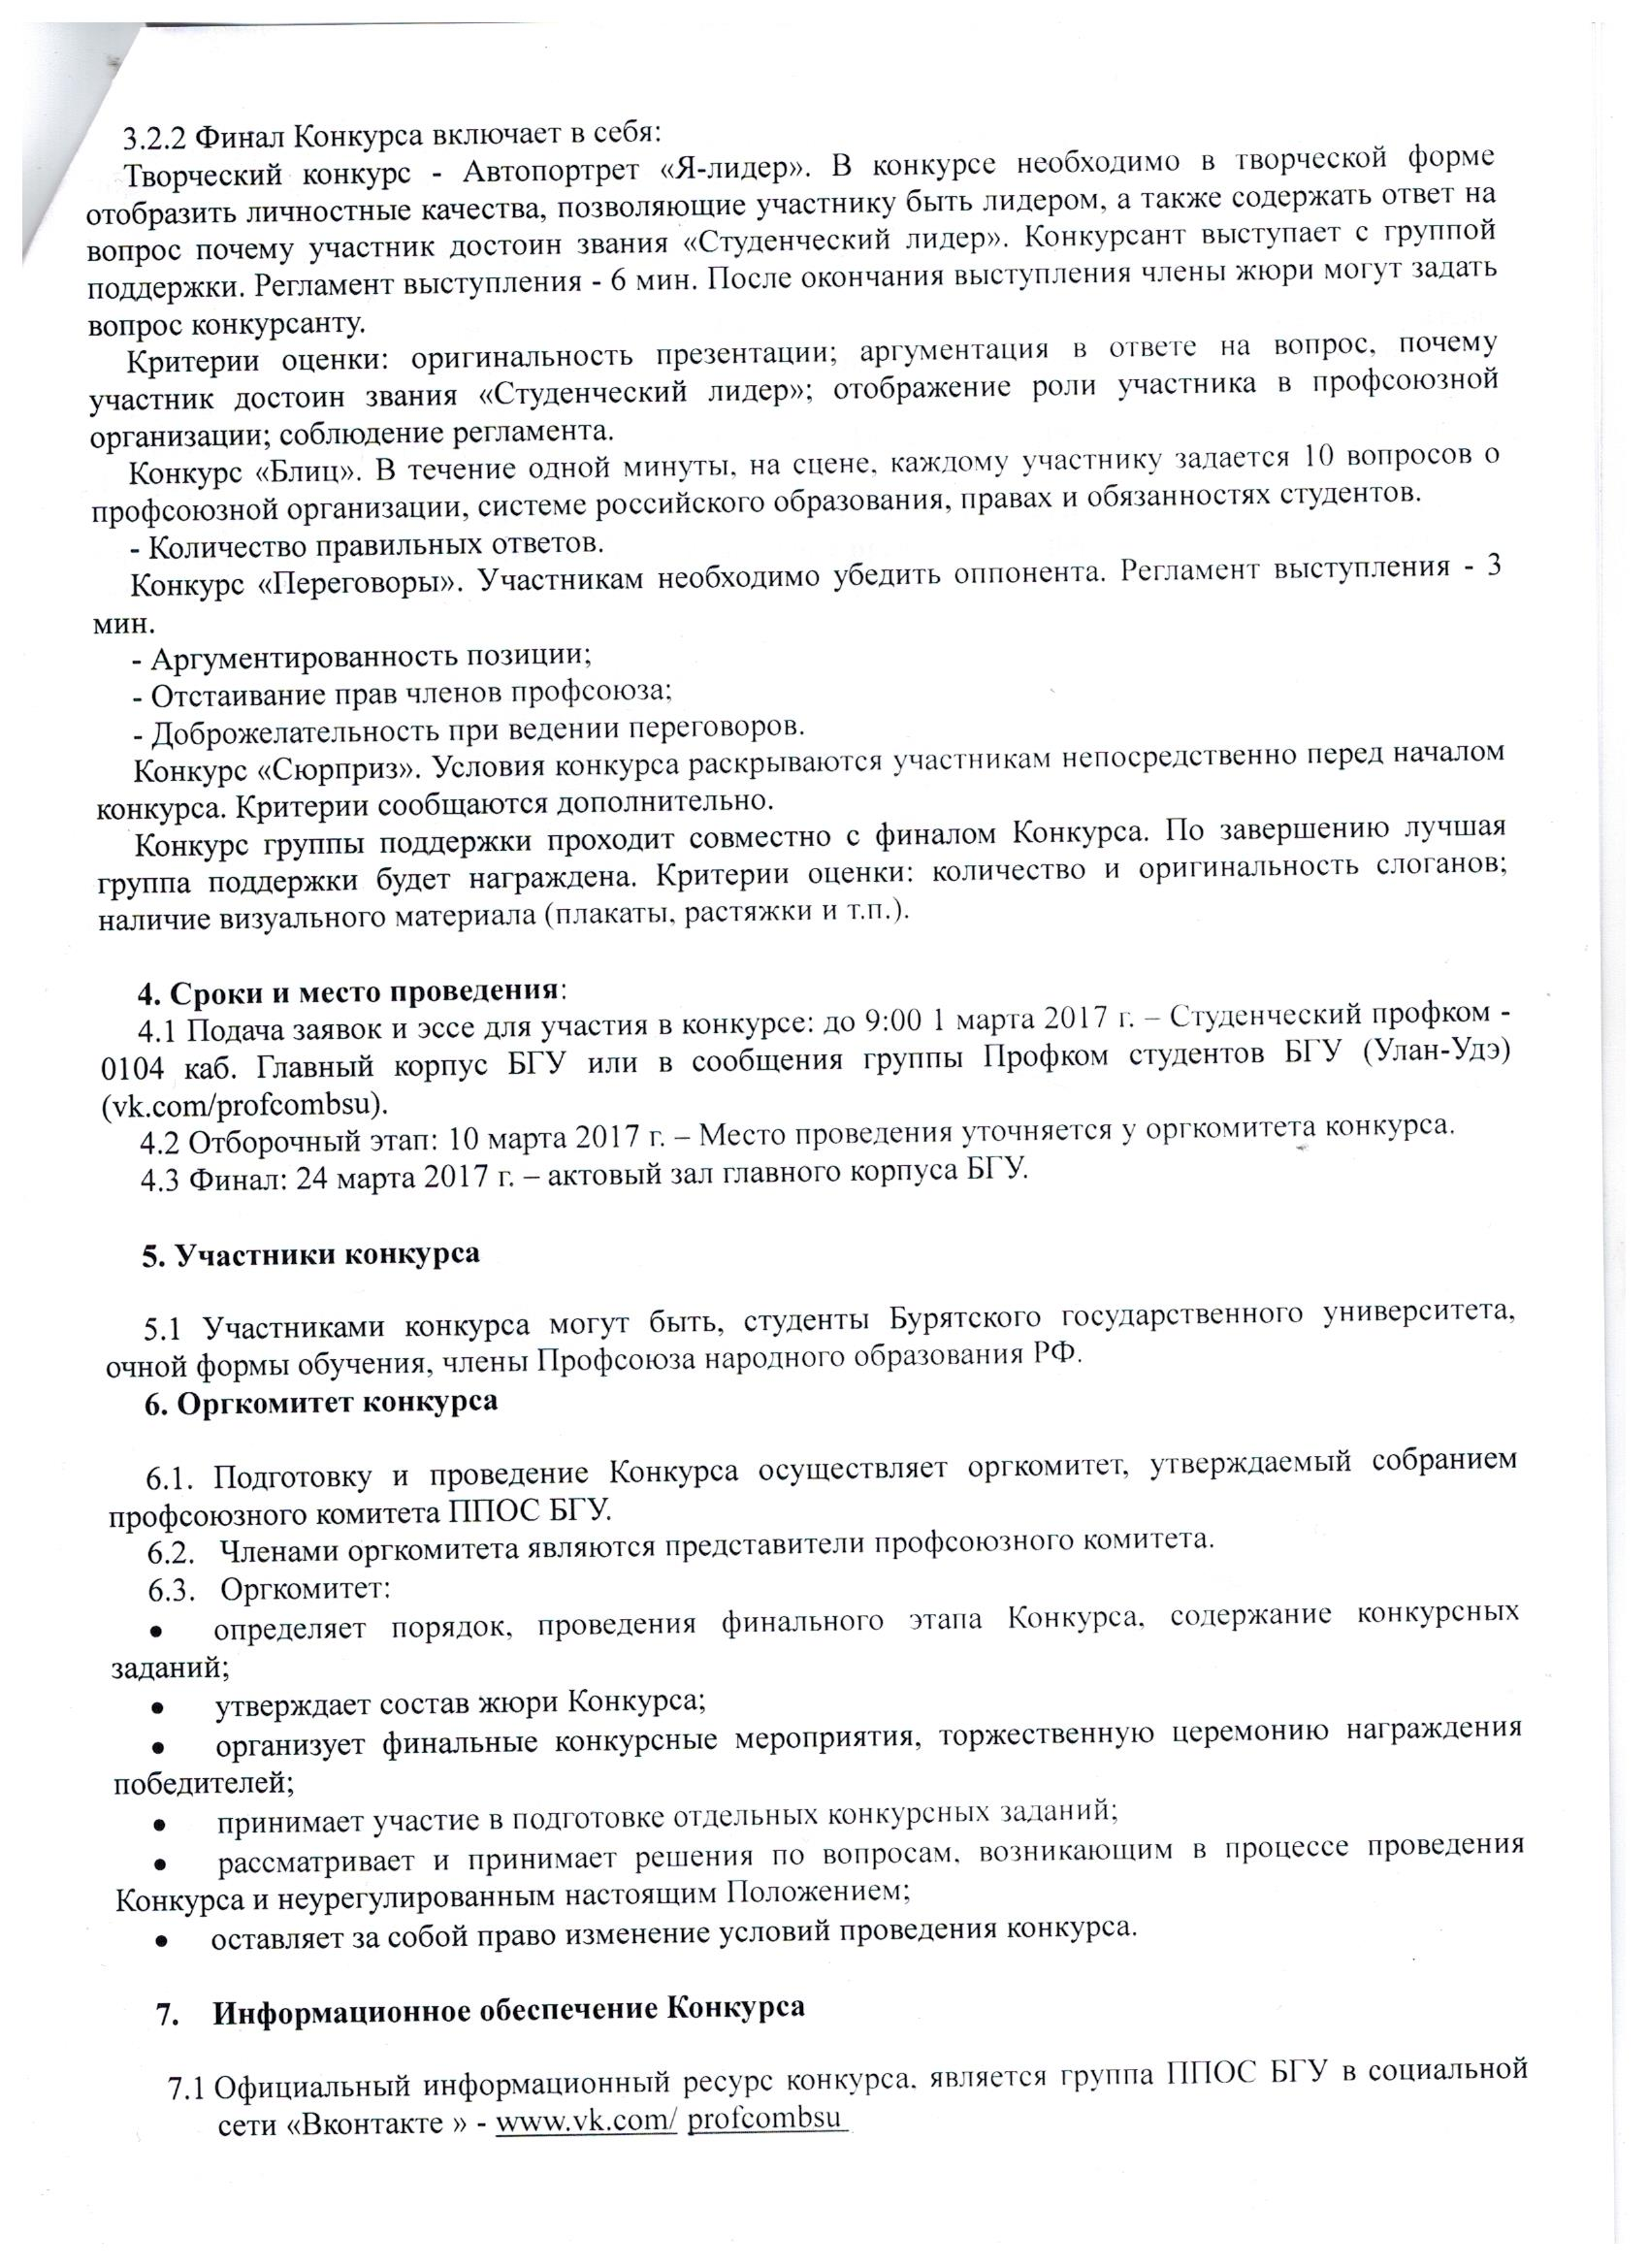 3.2.2 Финал Конкурса включает в себя:
Творческий конкурс - Автопортрет «Я-лидер». В конкурсе необходимо в творческой форме
отобразить личностные качества, позволяющие участнику быть лидером, а также содержать ответ на
вопрос почему участник достоин звания «Студенческий лидер». Конкурсант выступает с группой
поддержки. Регламент выступления - 6 мин. После окончания выступления члены жюри могут задать
вопрос конкурсанту.
Критерии оценки: оригинальность презентации; аргументация в ответе на вопрос, почему
участник достоин звания «Студенческий лидер»; отображение роли участника в профсоюзной
организации; соблюдение регламента.
Конкурс «Блиц». В течение одной минуты, на сцене, каждому участнику задается 10 вопросов о
профсоюзной организации, системе российского образования, правах и обязанностях студентов.
- Количество правильных ответов.
Конкурс «Переговоры». Участникам необходимо убедить оппонента. Регламент выступления - 3
мин.
- Аргументированность позиции;
- Отстаивание прав членов профсоюза;
- Доброжелательность при ведении переговоров.
Конкурс «Сюрприз». Условия конкурса раскрываются участникам непосредственно перед началом
конкурса. Критерии сообщаются дополнительно.
Конкурс группы поддержки проходит совместно с финалом Конкурса. По завершению лучшая
группа поддержки будет награждена. Критерии оценки: количество и оригинальность слоганов;
наличие визуального материала (плакаты, растяжки и т.п.).
4. Сроки и место проведения:
4.1 Подача заявок и эссе для участия в конкурсе: до 9:00 1 марта 2017 г. – Студенческий профком -
0104 каб. Главный корпус БГУ или в сообщения группы Профком студентов БГУ (Улан-Удэ)
(vk.com/profcombsu).
4.2 Отборочный этап: 10 марта 2017 г. – Место проведения уточняется у оргкомитета конкурса.
4.3 Финал: 24 марта 2017 г. – актовый зал главного корпуса БГУ.
5. Участники конкурса
5.1 Участниками конкурса могут быть, студенты Бурятского государственного университета,
очной формы обучения, члены Профсоюза народного образования РФ.
6. Оргкомитет конкурса
6.1. Подготовку и проведение Конкурса осуществляет оргкомитет, утверждаемый собранием
профсоюзного комитета ППОС БГУ.
6.2. Членами оргкомитета являются представители профсоюзного комитета.
6.3. Оргкомитет:
• определяет порядок, проведения финального этапа Конкурса, содержание конкурсных
заданий;
• утверждает состав жюри Конкурса;
• организует финальные конкурсные мероприятия, торжественную церемонию награждения
победителей;
• принимает участие в подготовке отдельных конкурсных заданий;
• рассматривает и принимает решения по вопросам, возникающим в процессе проведения
Конкурса и неурегулированным настоящим Положением;
• оставляет за собой право изменение условий проведения конкурса.
7. Информационное обеспечение Конкурса
7.1 Официальный информационный ресурс конкурса, является группа ППОС БГУ в социальной
сети «Вконтакте » - www.vk.com/ profcombsu